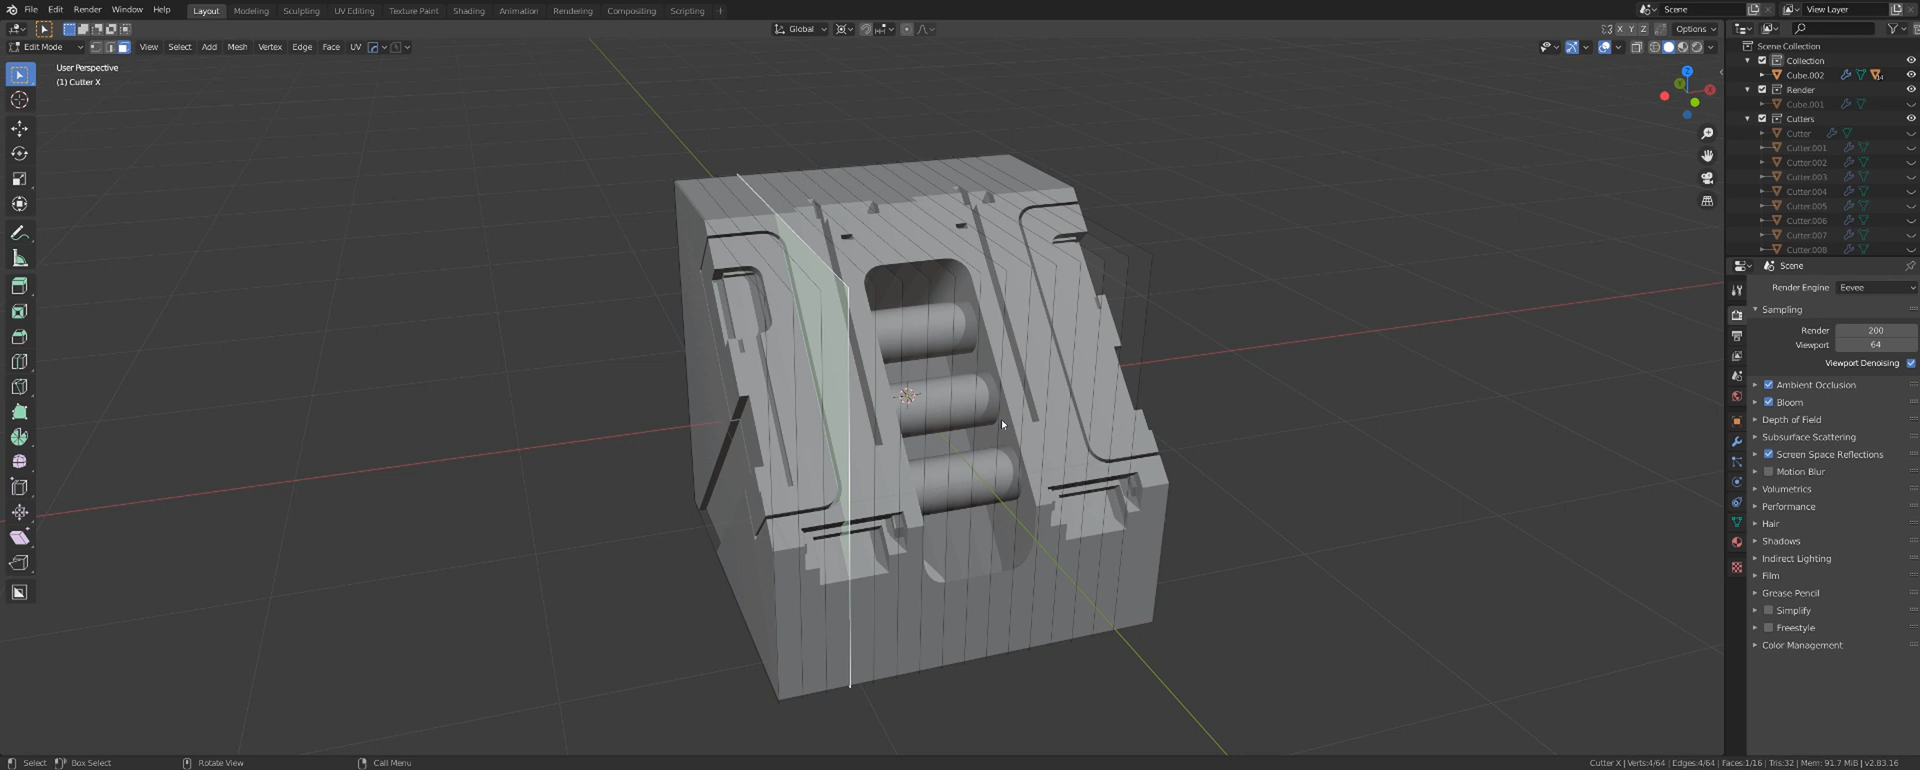 File Edit Render Window Help Layout Modeling Sculpting UV Editing Texture Paint Shading Animation Rendering Compositing Scripting + Scene View Layer
Global X Y Z Options
Edit Mode View Select Add Mesh Vertex Edge Face UV
User Perspective
(1) Cutter X
Z
X
Y
Scene Collection
Collection
Cube.002
Render
Cube.001
Cutters
Cutter
Cutter.001
Cutter.002
Cutter.003
Cutter.004
Cutter.005
Cutter.006
Cutter.007
Cutter.008
Scene
Render Engine Eevee
Sampling
Render 200
Viewport 64
Viewport Denoising
Ambient Occlusion
Bloom
Depth of Field
Subsurface Scattering
Screen Space Reflections
Motion Blur
Volumetrics
Performance
Hair
Shadows
Indirect Lighting
Film
Grease Pencil
Simplify
Freestyle
Color Management
Select Box Select Rotate View Call Menu Cutter X | Verts:4/64 | Edges:4/64 | Faces:1/16 | Tris:32 | Mem: 91.7 MiB | v2.83.16